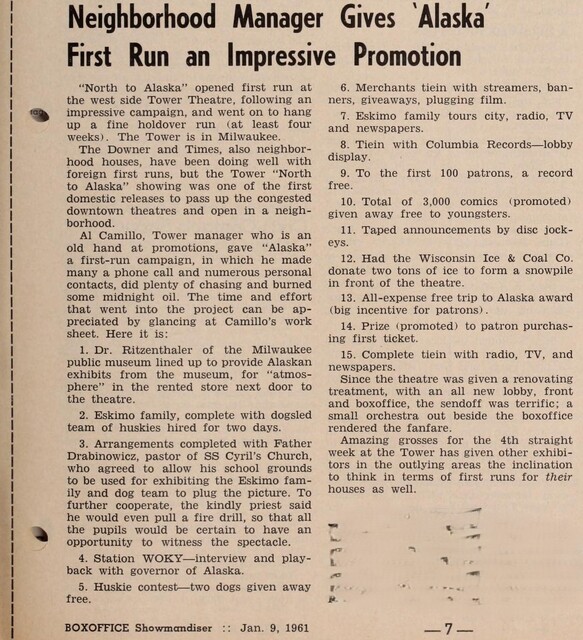 Neighborhood Manager Gives 'Alaska'
First Run an Impressive Promotion
"North to Alaska" opened first run at
the west side Tower Theatre, following an
impressive campaign, and went on to hang
up a fine holdover run (at least four
weeks). The Tower is in Milwaukee.
The Downer and Times, also neighbor-
hood houses, have been doing well with
foreign first runs, but the Tower "North
to Alaska" showing was one of the first
domestic releases to pass up the congested
downtown theatres and open in a neigh-
borhood.
Al Camillo, Tower manager who is an
old hand at promotions, gave "Alaska"
a first-run campaign, in which he made
many a phone call and numerous personal
contacts, did plenty of chasing and burned
some midnight oil. The time and effort
that went into the project can be ap-
preciated by glancing at Camillo's work
sheet. Here it is:
1. Dr. Ritzenthaler of the Milwaukee
public museum lined up to provide Alaskan
exhibits from the museum, for "atmos-
phere" in the rented store next door to
the theatre.
2. Eskimo family, complete with dogsled
team of huskies hired for two days.
3. Arrangements completed with Father
Drabinowicz, pastor of SS Cyril's Church,
who agreed to allow his school grounds
to be used for exhibiting the Eskimo fam-
ily and dog team to plug the picture. To
further cooperate, the kindly priest said
he would even pull a fire drill, so that all
the pupils would be certain to have an
opportunity to witness the spectacle.
4. Station WOKY—interview and play-
back with governor of Alaska.
5. Huskie contest—two dogs given away
free.
6. Merchants tiein with streamers, ban-
ners, giveaways, plugging film.
7. Eskimo family tours city, radio, TV
and newspapers.
8. Tiein with Columbia Records—lobby
display.
9. To the first 100 patrons, a record
free.
10. Total of 3,000 comics (promoted)
given away free to youngsters.
11. Taped announcements by disc jock-
eys.
12. Had the Wisconsin Ice & Coal Co.
donate two tons of ice to form a snowpile
in front of the theatre.
13. All-expense free trip to Alaska award
(big incentive for patrons).
14. Prize (promoted) to patron purchas-
ing first ticket.
15. Complete tiein with radio, TV, and
newspapers.
Since the theatre was given a renovating
treatment, with an all new lobby, front
and boxoffice, the sendoff was terrific; a
small orchestra out beside the boxoffice
rendered the fanfare.
Amazing grosses for the 4th straight
week at the Tower has given other exhibi-
tors in the outlying areas the inclination
to think in terms of first runs for their
houses as well.
BOXOFFICE Showmandiser :: Jan. 9, 1961
—7—